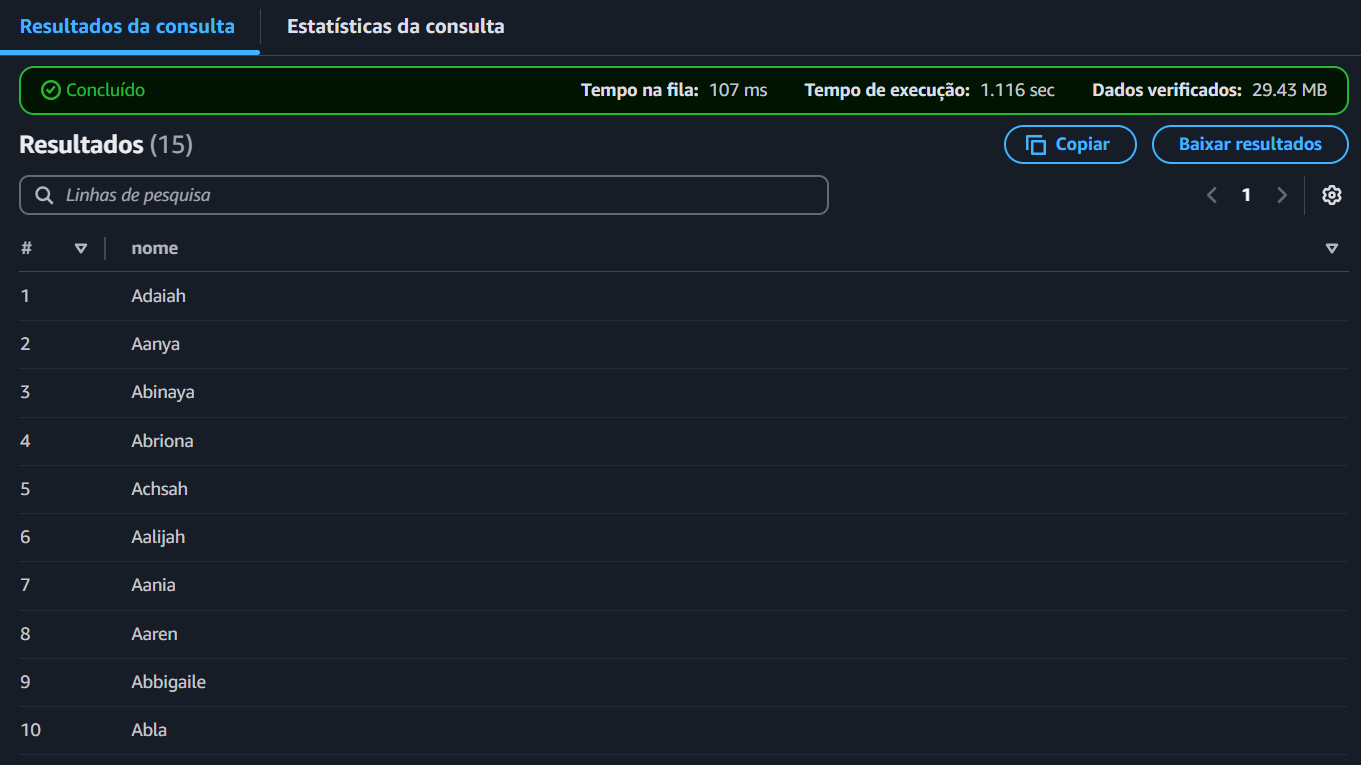 Resultados da consulta Estatísticas da consulta
Concluído Tempo na fila: 107 ms Tempo de execução: 1.116 sec Dados verificados: 29.43 MB
Resultados (15) Copiar Baixar resultados
Linhas de pesquisa 1
# nome
1 Adaiah
2 Aanya
3 Abinaya
4 Abriona
5 Achsah
6 Aalijah
7 Aania
8 Aaren
9 Abbigaile
10 Abla